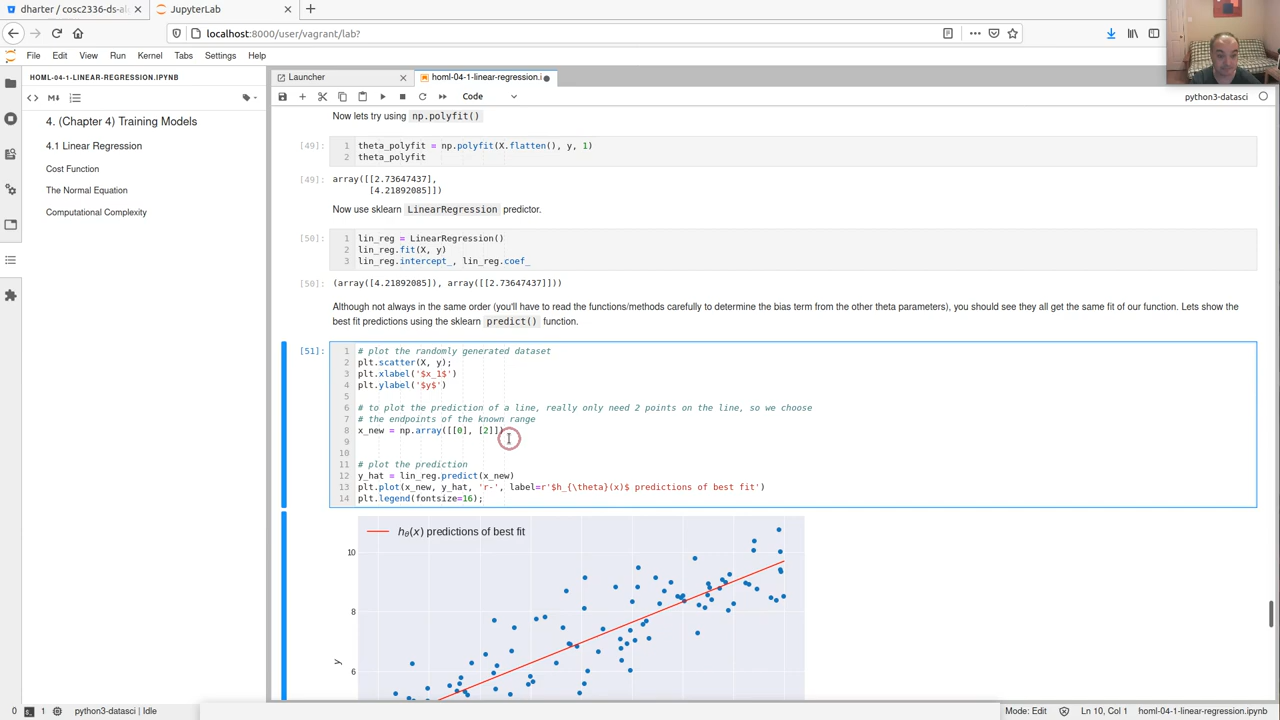 dharter / cosc2336-ds-al
JupyterLab
localhost:8000/user/vagrant/lab?
File Edit View Run Kernel Tabs Settings Help
HOML-04-1-LINEAR-REGRESSION.IPYNB
Launcher
homl-04-1-linear-regression.i
Code
python3-datasci
4. (Chapter 4) Training Models
4.1 Linear Regression
Cost Function
The Normal Equation
Computational Complexity
Now lets try using np.polyfit()
[49]:
1 theta_polyfit = np.polyfit(X.flatten(), y, 1)
2 theta_polyfit
[49]: array([[2.73647437],
[4.21892085]])
Now use sklearn LinearRegression predictor.
[50]:
1 lin_reg = LinearRegression()
2 lin_reg.fit(X, y)
3 lin_reg.intercept_, lin_reg.coef_
[50]: (array([4.21892085]), array([[2.73647437]]))
Although not always in the same order (you'll have to read the functions/methods carefully to determine the bias term from the other theta parameters), you should see they all get the same fit of our function. Lets show the
best fit predictions using the sklearn predict() function.
[51]:
1 # plot the randomly generated dataset
2 plt.scatter(X, y);
3 plt.xlabel('$x_1$')
4 plt.ylabel('$y$')
5
6 # to plot the prediction of a line, really only need 2 points on the line, so we choose
7 # the endpoints of the known range
8 x_new = np.array([[0], [2]])
9
10
11 # plot the prediction
12 y_hat = lin_reg.predict(x_new)
13 plt.plot(x_new, y_hat, 'r-', label=r'$h_{\theta}(x)$ predictions of best fit')
14 plt.legend(fontsize=16);
hθ(x) predictions of best fit
10
8
6
y
0 1 python3-datasci | Idle
Mode: Edit Ln 10, Col 1 homl-04-1-linear-regression.ipynb